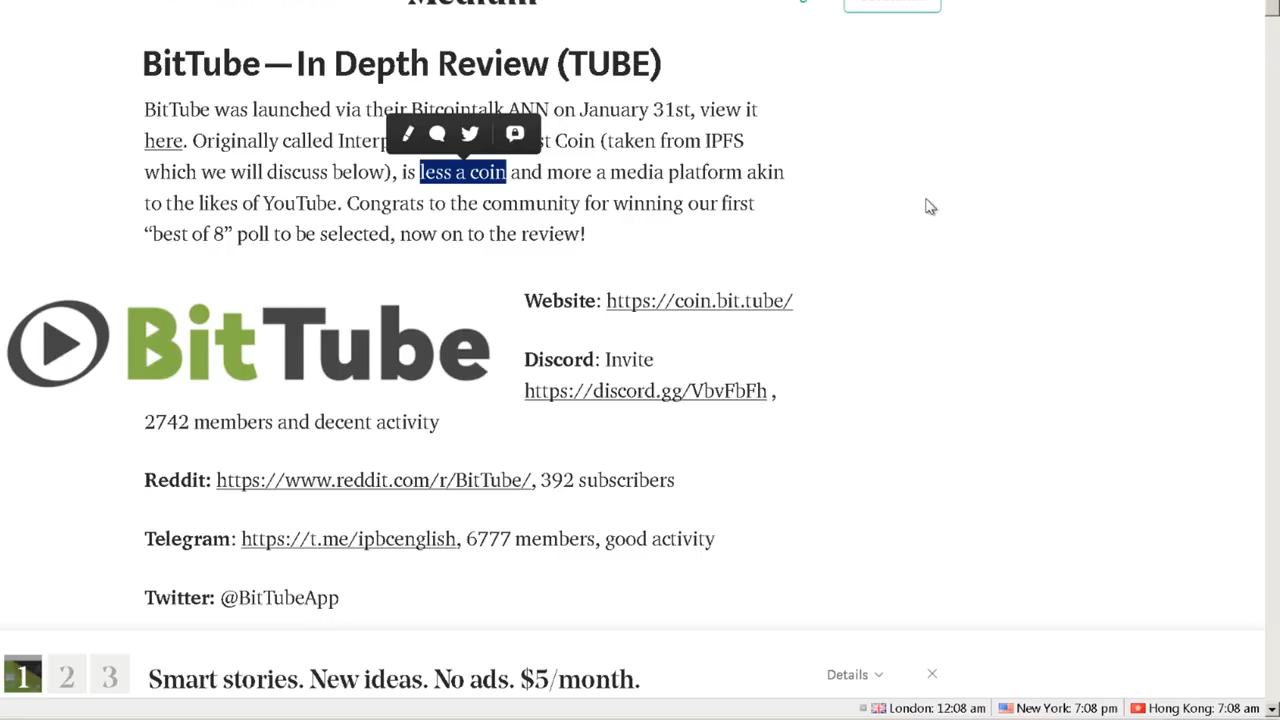 Medium
BitTube—In Depth Review (TUBE)
BitTube was launched via their Bitcointalk ANN on January 31st, view it
here. Originally called Interp st Coin (taken from IPFS
which we will discuss below), is less a coin and more a media platform akin
to the likes of YouTube. Congrats to the community for winning our first
“best of 8” poll to be selected, now on to the review!
BitTube
Website: https://coin.bit.tube/
Discord: Invite
https://discord.gg/VbvFbFh ,
2742 members and decent activity
Reddit: https://www.reddit.com/r/BitTube/, 392 subscribers
Telegram: https://t.me/ipbcenglish, 6777 members, good activity
Twitter: @BitTubeApp
1 2 3 Smart stories. New ideas. No ads. $5/month. Details
London: 12:08 am New York: 7:08 pm Hong Kong: 7:08 am